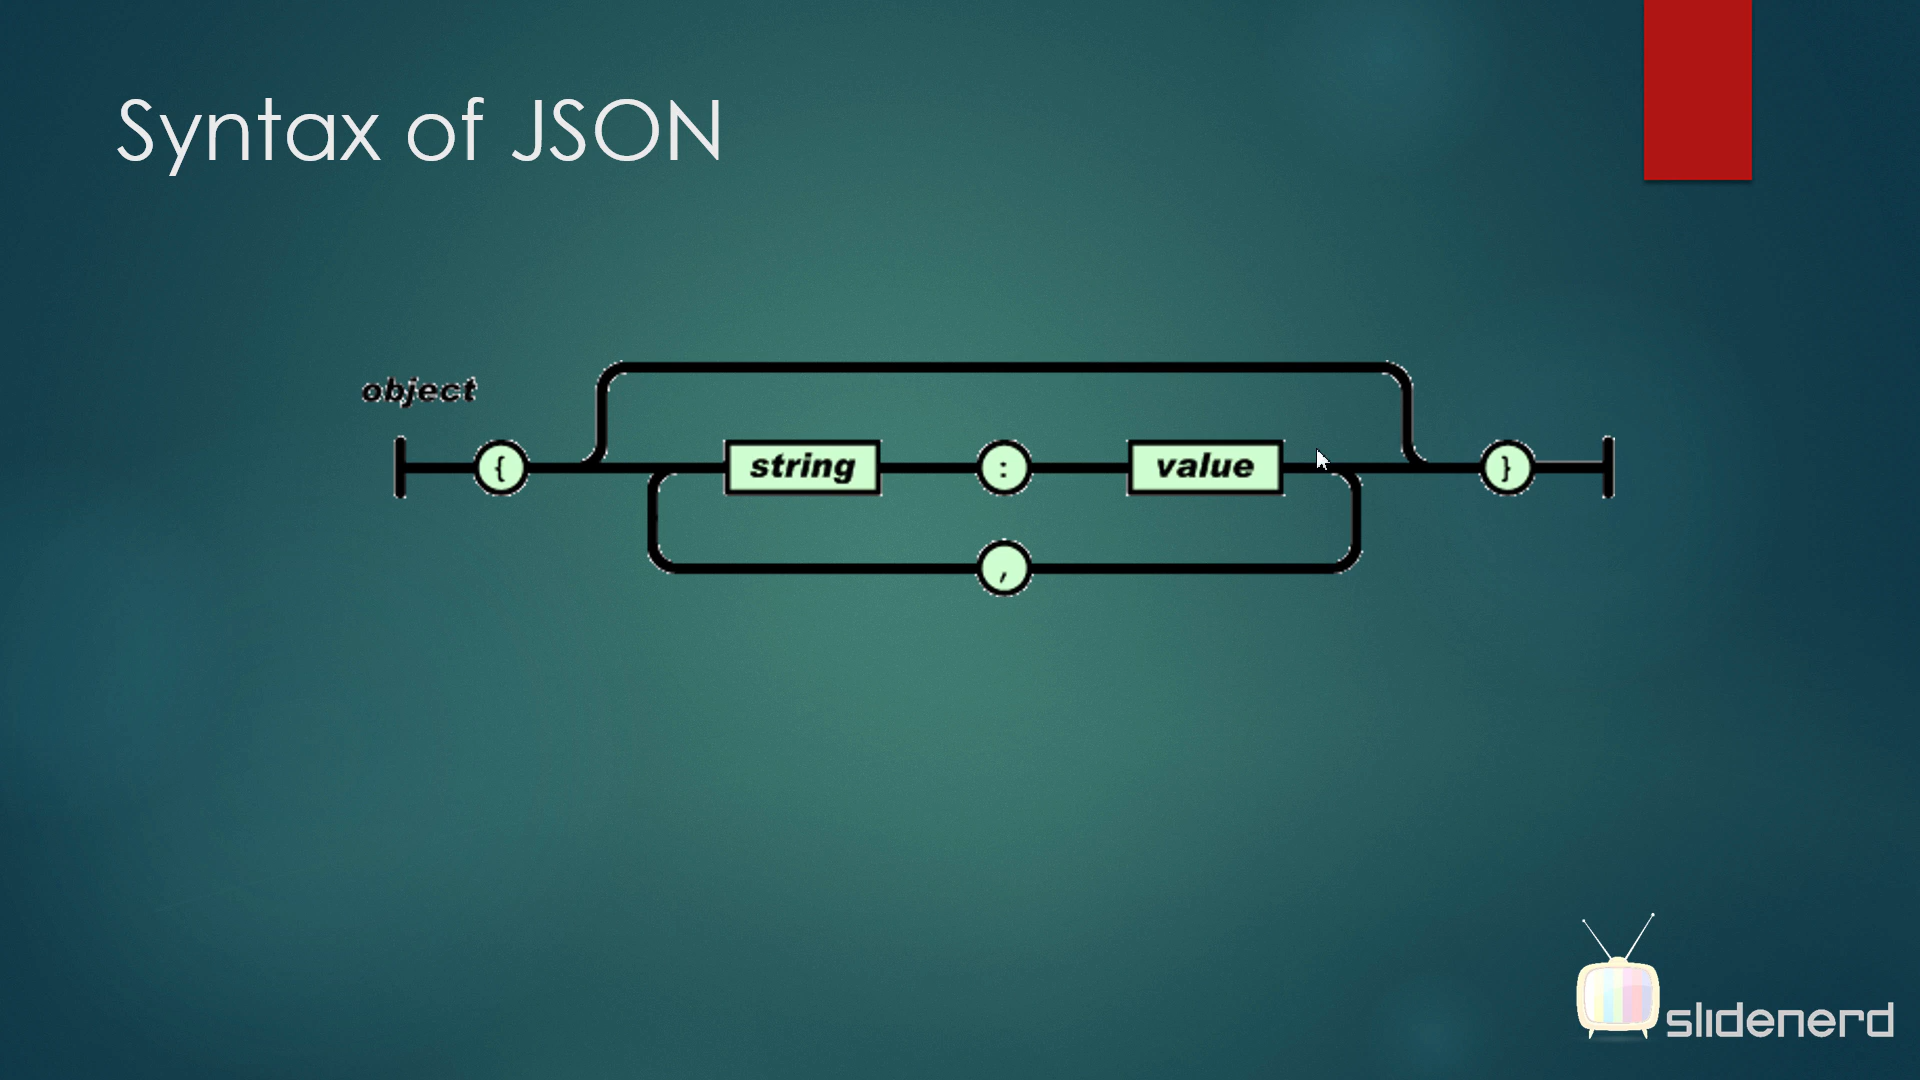 Syntax of JSON
object
{ string : value }
,
slidenerd